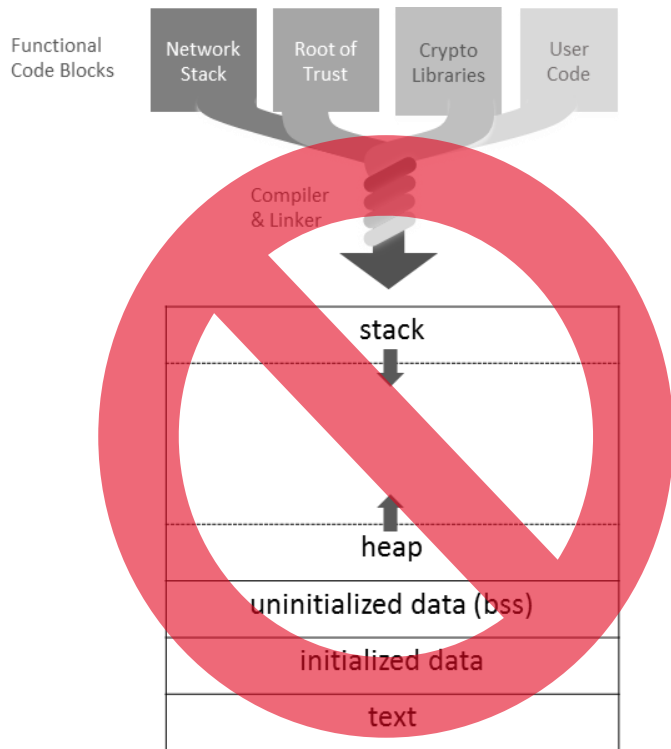 Functional
Code Blocks
Network
Stack
Root of
Trust
Crypto
Libraries
User
Code
Compiler
& Linker
stack
heap
uninitialized data (bss)
initialized data
text